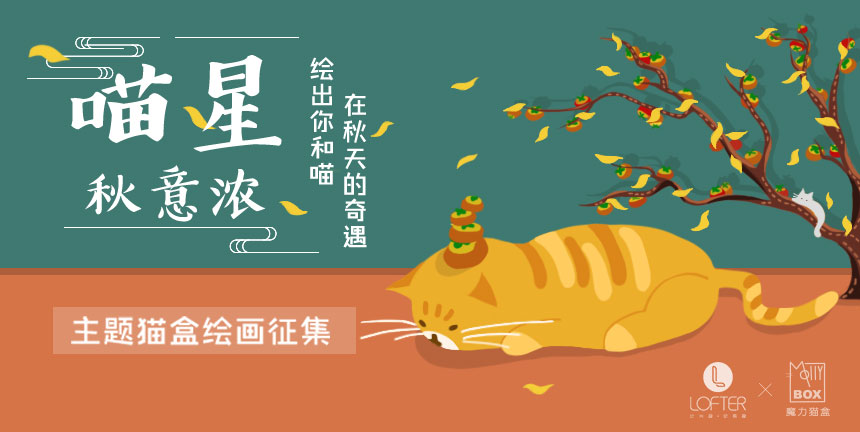 喵星
秋意浓
绘出你和喵
在秋天的奇遇
主题猫盒绘画征集
LOFTER
×
MOllY
BOX
魔力猫盒